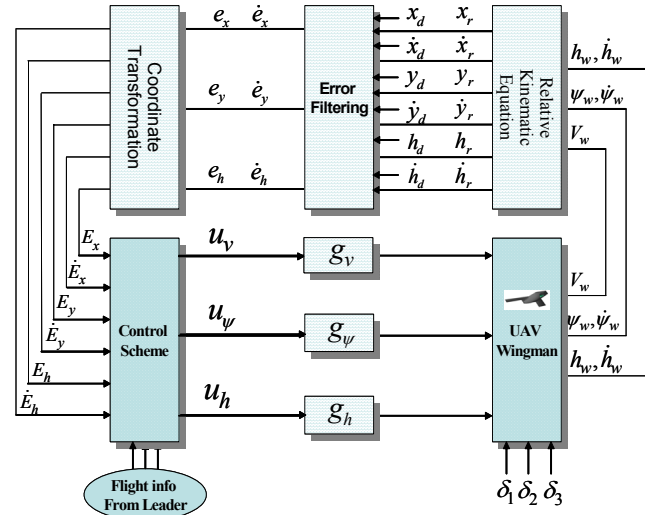 e_x ė_x
x_d x_r
ẋ_d ẋ_r
h_w, ḣ_w
Coordinate
Transformation
e_y ė_y
Error
Filtering
y_d y_r
ẏ_d ẏ_r
Relative
Kinematic
Equation
ψ_w, ψ̇_w
V_w
h_d h_r
e_h ė_h
ḣ_d ḣ_r
E_x
Ė_x
E_y
Ė_y
E_h
Ė_h
Control
Scheme
u_v
g_v
u_ψ
g_ψ
u_h
g_h
UAV
Wingman
V_w
ψ_w, ψ̇_w
h_w, ḣ_w
Flight info
From Leader
δ_1 δ_2 δ_3